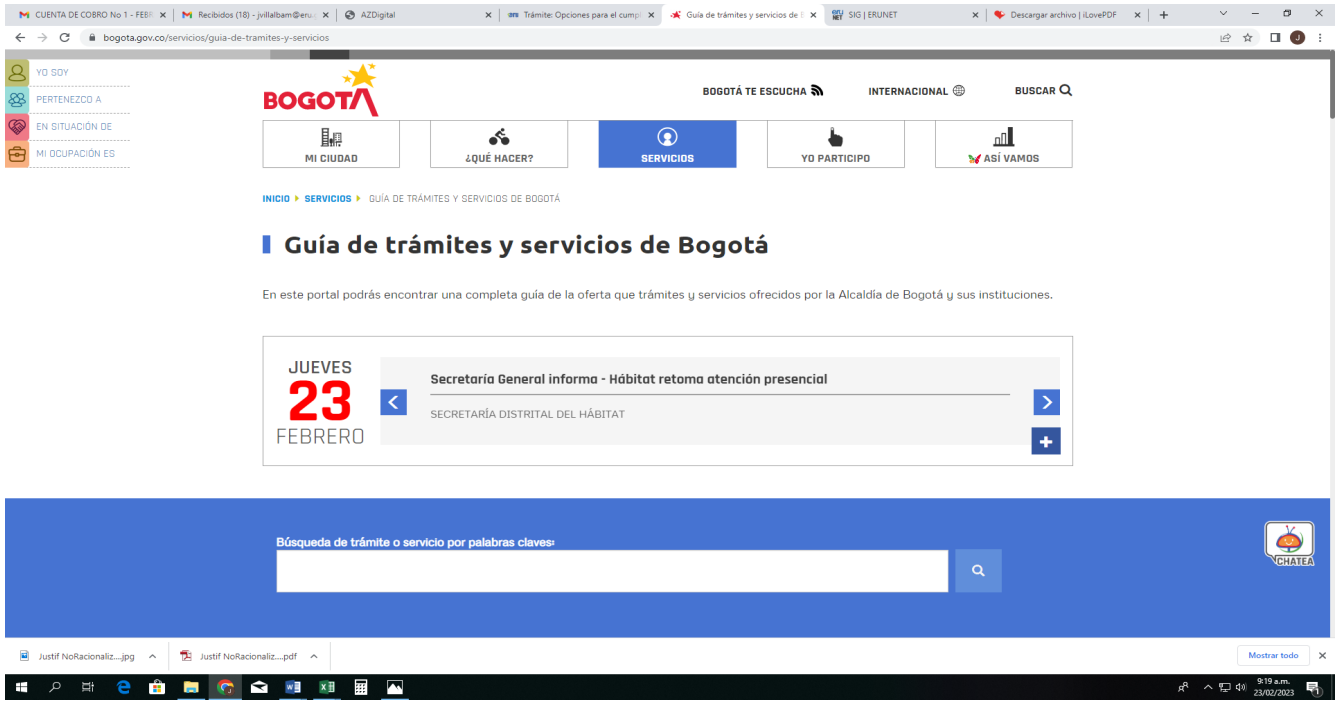 CUENTA DE COBRO No 1 - FEBR
Recibidos (18) - jvillalbam@eru.g
AZDigital
Trámite: Opciones para el cumpl
Guía de trámites y servicios de B
SIG | ERUNET
Descargar archivo | iLovePDF
bogota.gov.co/servicios/guia-de-tramites-y-servicios
J
YO SOY
PERTENEZCO A
EN SITUACIÓN DE
MI OCUPACIÓN ES
BOGOTÁ
BOGOTÁ TE ESCUCHA
INTERNACIONAL
BUSCAR
MI CIUDAD
¿QUÉ HACER?
SERVICIOS
YO PARTICIPO
ASÍ VAMOS
INICIO SERVICIOS GUÍA DE TRÁMITES Y SERVICIOS DE BOGOTÁ
Guía de trámites y servicios de Bogotá
En este portal podrás encontrar una completa guía de la oferta que trámites y servicios ofrecidos por la Alcaldía de Bogotá y sus instituciones.
JUEVES
23
FEBRERO
Secretaría General informa - Hábitat retoma atención presencial
SECRETARÍA DISTRITAL DEL HÁBITAT
Búsqueda de trámite o servicio por palabras claves:
CHATEA
Justif NoRacionaliz....jpg
Justif NoRacionaliz....pdf
Mostrar todo
9:19 a.m.
23/02/2023